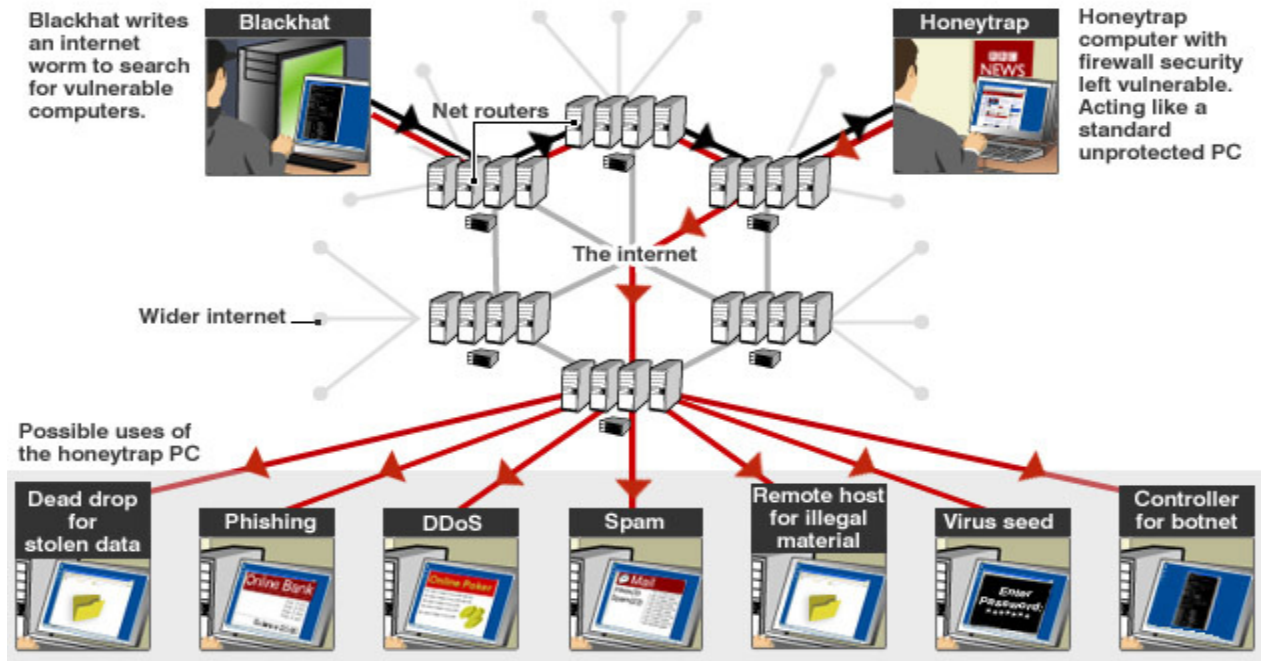 Blackhat writes
an internet
worm to search
for vulnerable
computers.
Blackhat
Honeytrap
BBC
NEWS
Honeytrap
computer with
firewall security
left vulnerable.
Acting like a
standard
unprotected PC
Net routers
The internet
Wider internet
Possible uses of
the honeytrap PC
Dead drop
for
stolen data
Phishing
Online Bank
DDoS
Online Poker
Spam
Mail
Remote host
for illegal
material
Virus seed
Enter
Password:
Controller
for botnet